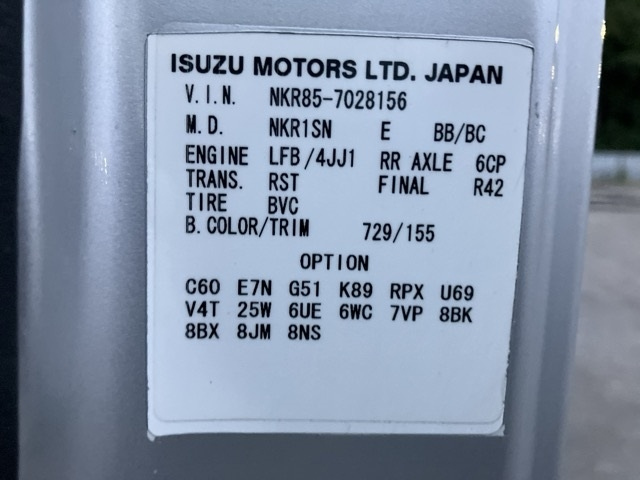 ISUZU MOTORS LTD. JAPAN
V.I.N. NKR85-7028156
M.D. NKR1SN E BB/BC
ENGINE LFB/4JJ1 RR AXLE 6CP
TRANS. RST FINAL R42
TIRE BVC
B.COLOR/TRIM 729/155
OPTION
C60 E7N G51 K89 RPX U69
V4T 25W 6UE 6WC 7VP 8BK
8BX 8JM 8NS